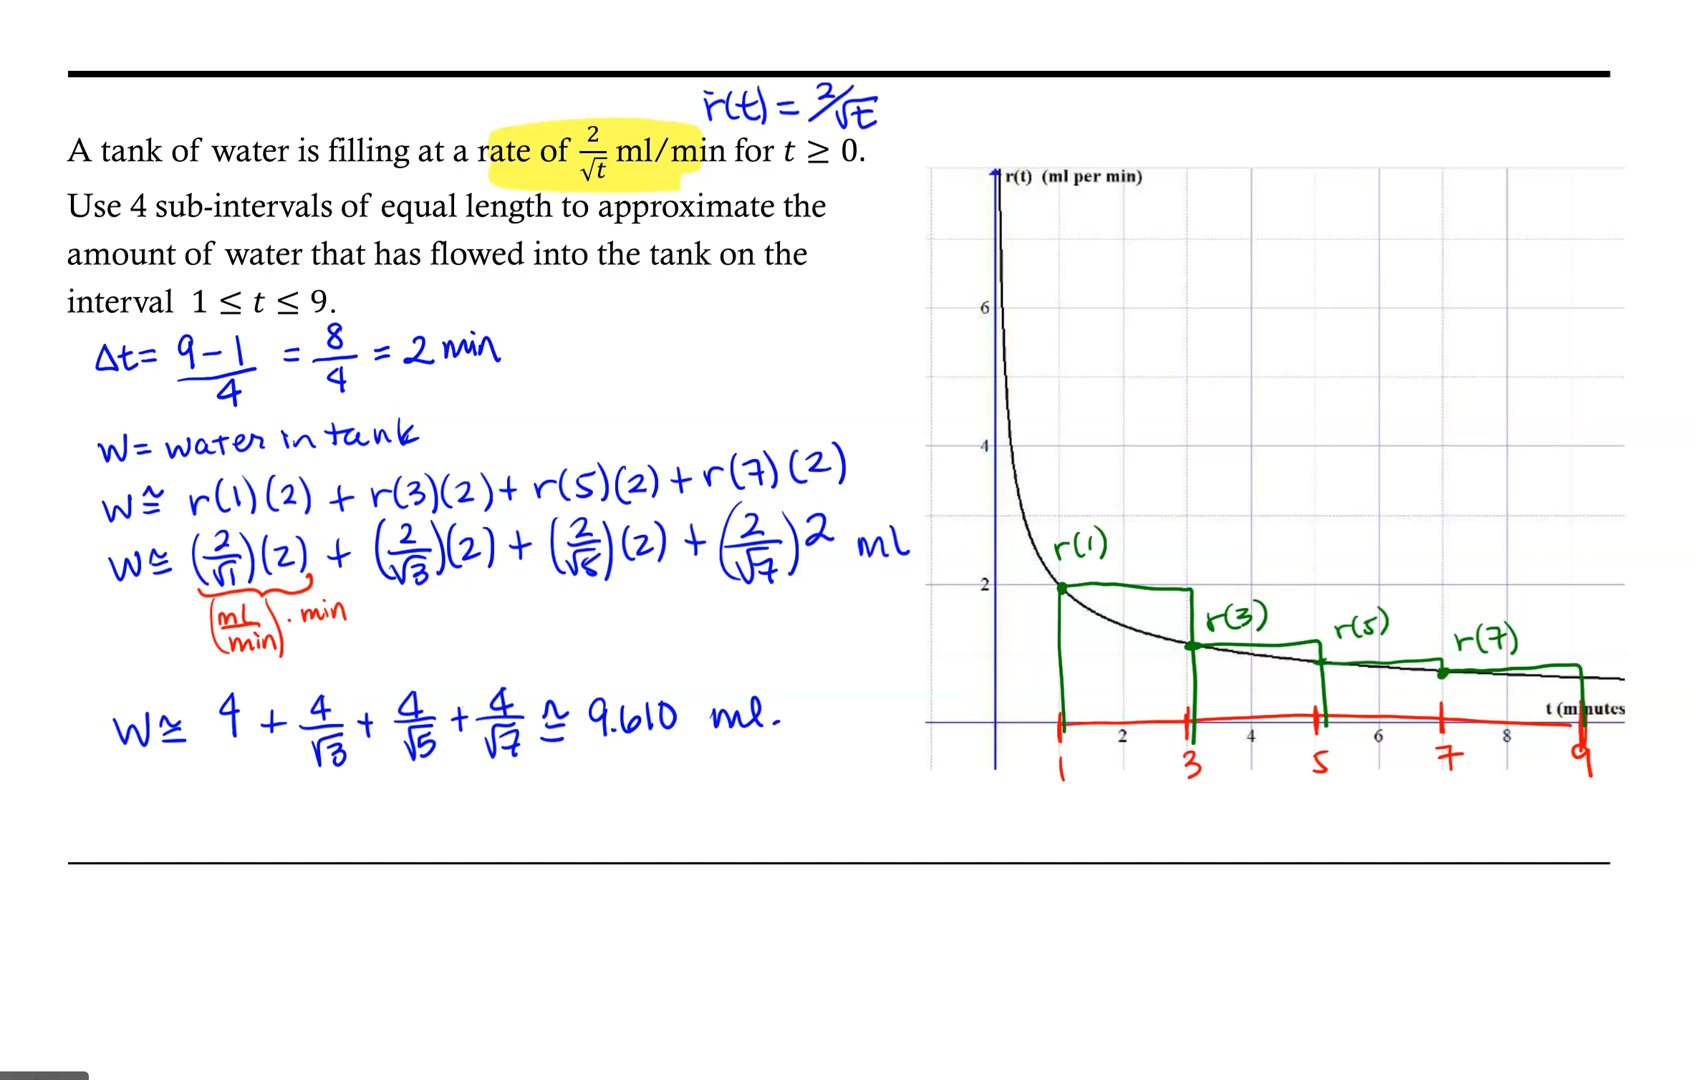 r(t) = 2/√t
A tank of water is filling at a rate of 2/√t ml/min for t ≥ 0.
Use 4 sub-intervals of equal length to approximate the
amount of water that has flowed into the tank on the
interval 1 ≤ t ≤ 9.
Δt = (9-1)/4 = 8/4 = 2 min
W = water in tank
W ≅ r(1)(2) + r(3)(2) + r(5)(2) + r(7)(2)
W ≅ (2/√1)(2) + (2/√3)(2) + (2/√5)(2) + (2/√7)2 ml
(mL/min) · min
W ≅ 4 + 4/√3 + 4/√5 + 4/√7 ≅ 9.610 ml.
r(t) (ml per min)
6
4
2
r(1)
r(3)
r(5)
r(7)
t (minutes
2 4 6 8
1 3 5 7 9